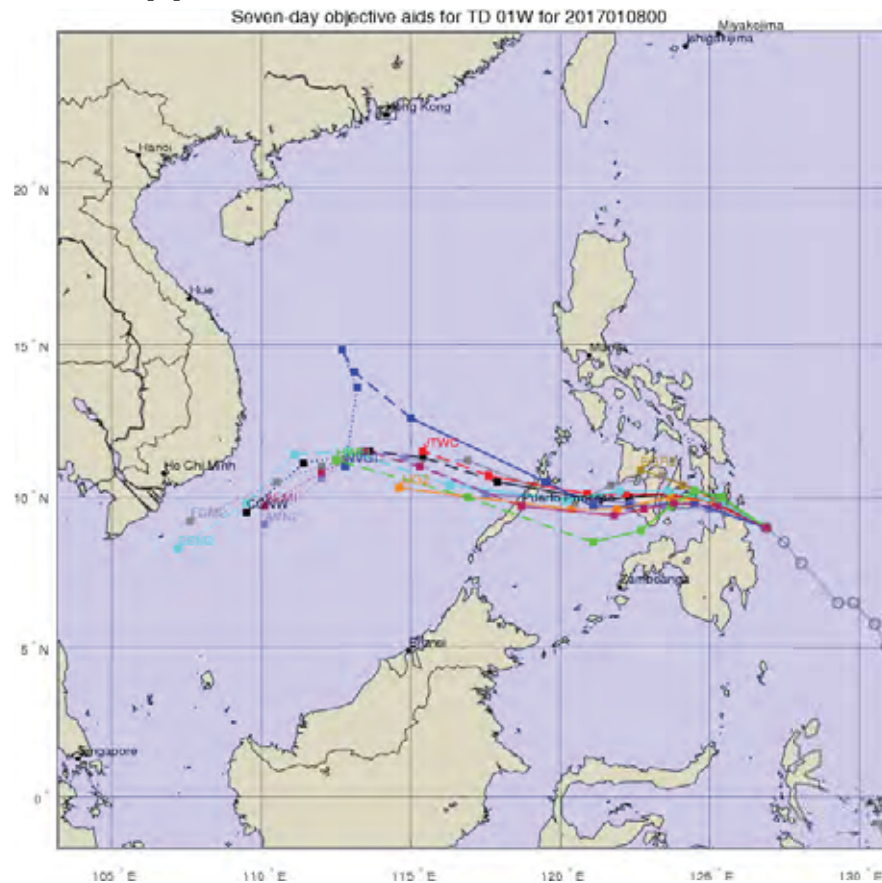 Seven-day objective aids for TD 01W for 2017010800
Miyakojima
Ishigakijima
Hong Kong
Hanoi
20 ° N
Hue
15 ° N
Manila
JTWC
Ho Chi Minh
10 ° N
Puerto Princesa
Zamboanga
5 ° N
Brunei
Singapore
0 °
105 ° E
110 ° E
115 ° E
120 ° E
125 ° E
130 ° E